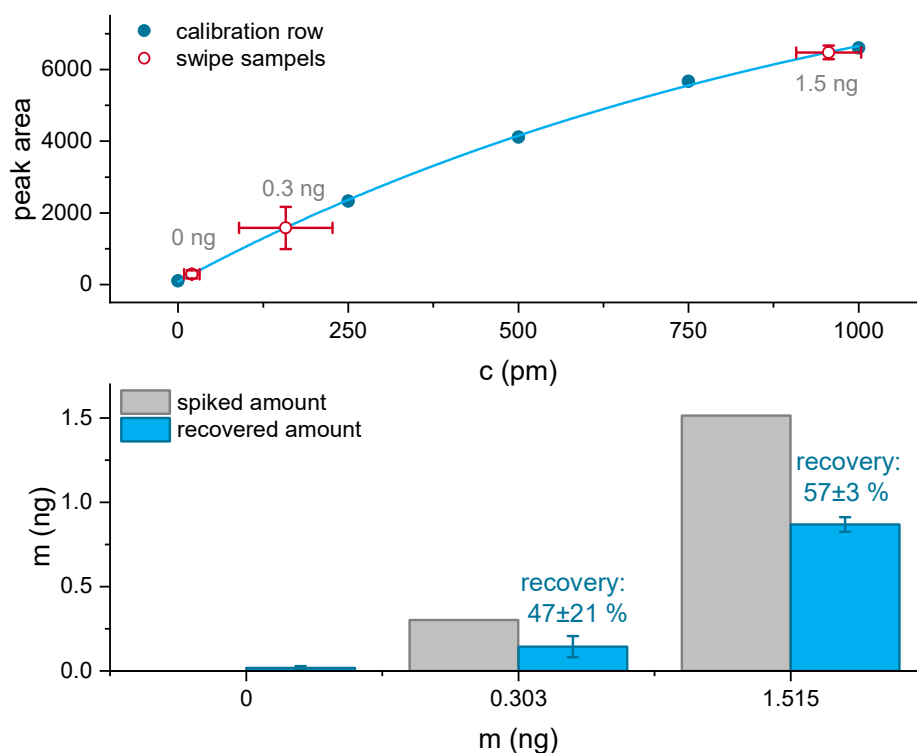 calibration row
swipe sampels
6000
4000
2000
0
peak area
0 ng
0.3 ng
1.5 ng
0
250
500
750
1000
c (pm)
spiked amount
recovered amount
1.5
1.0
0.5
0.0
m (ng)
recovery:
47±21 %
recovery:
57±3 %
0
0.303
1.515
m (ng)